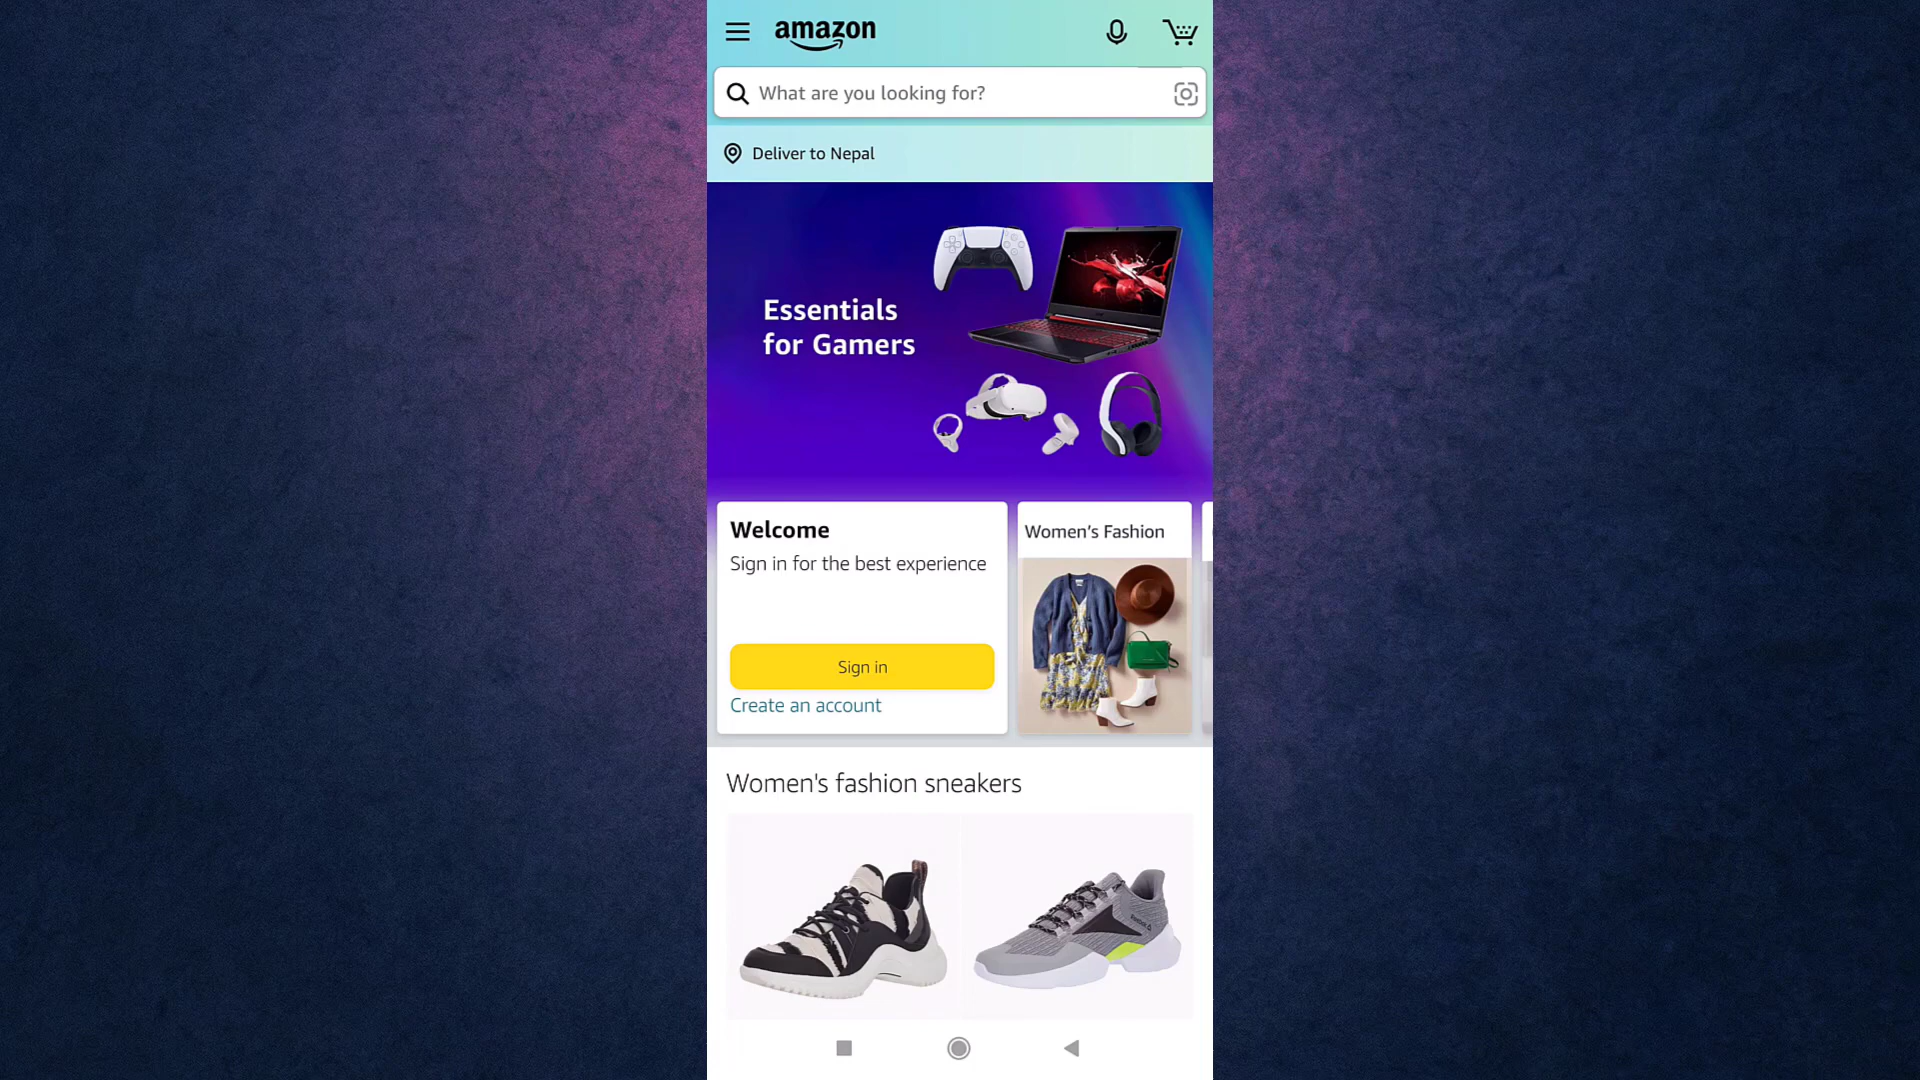 amazon
What are you looking for?
Deliver to Nepal
Essentials
for Gamers
Welcome
Sign in for the best experience
Sign in
Create an account
Women’s Fashion
Women's fashion sneakers
Reebok